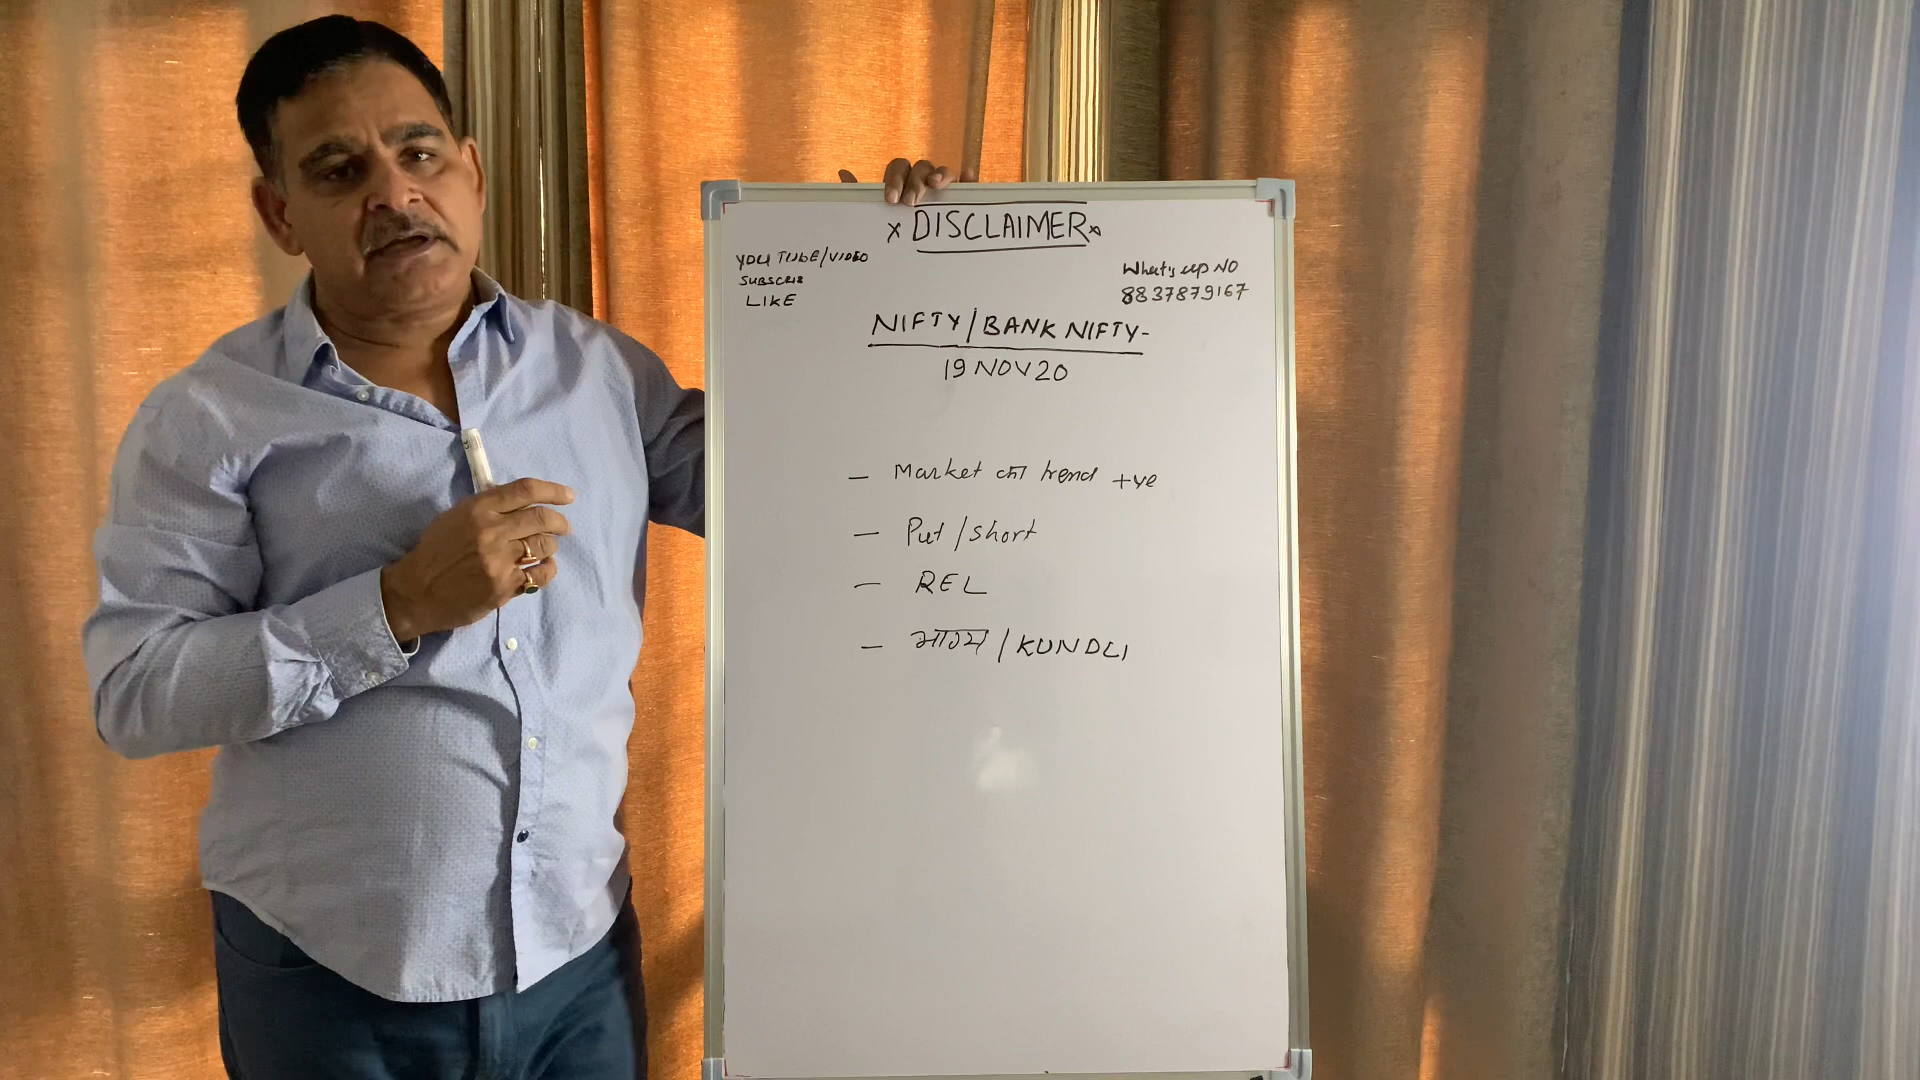 x DISCLAIMER x
YOU TUBE/VIDEO
SUBSCRIB
LIKE
What's up NO
8837879167
NIFTY/BANK NIFTY-
19 NOV 20
- Market का trend +ve
- Put/short
- REL
- भाग्य / KUNDLI